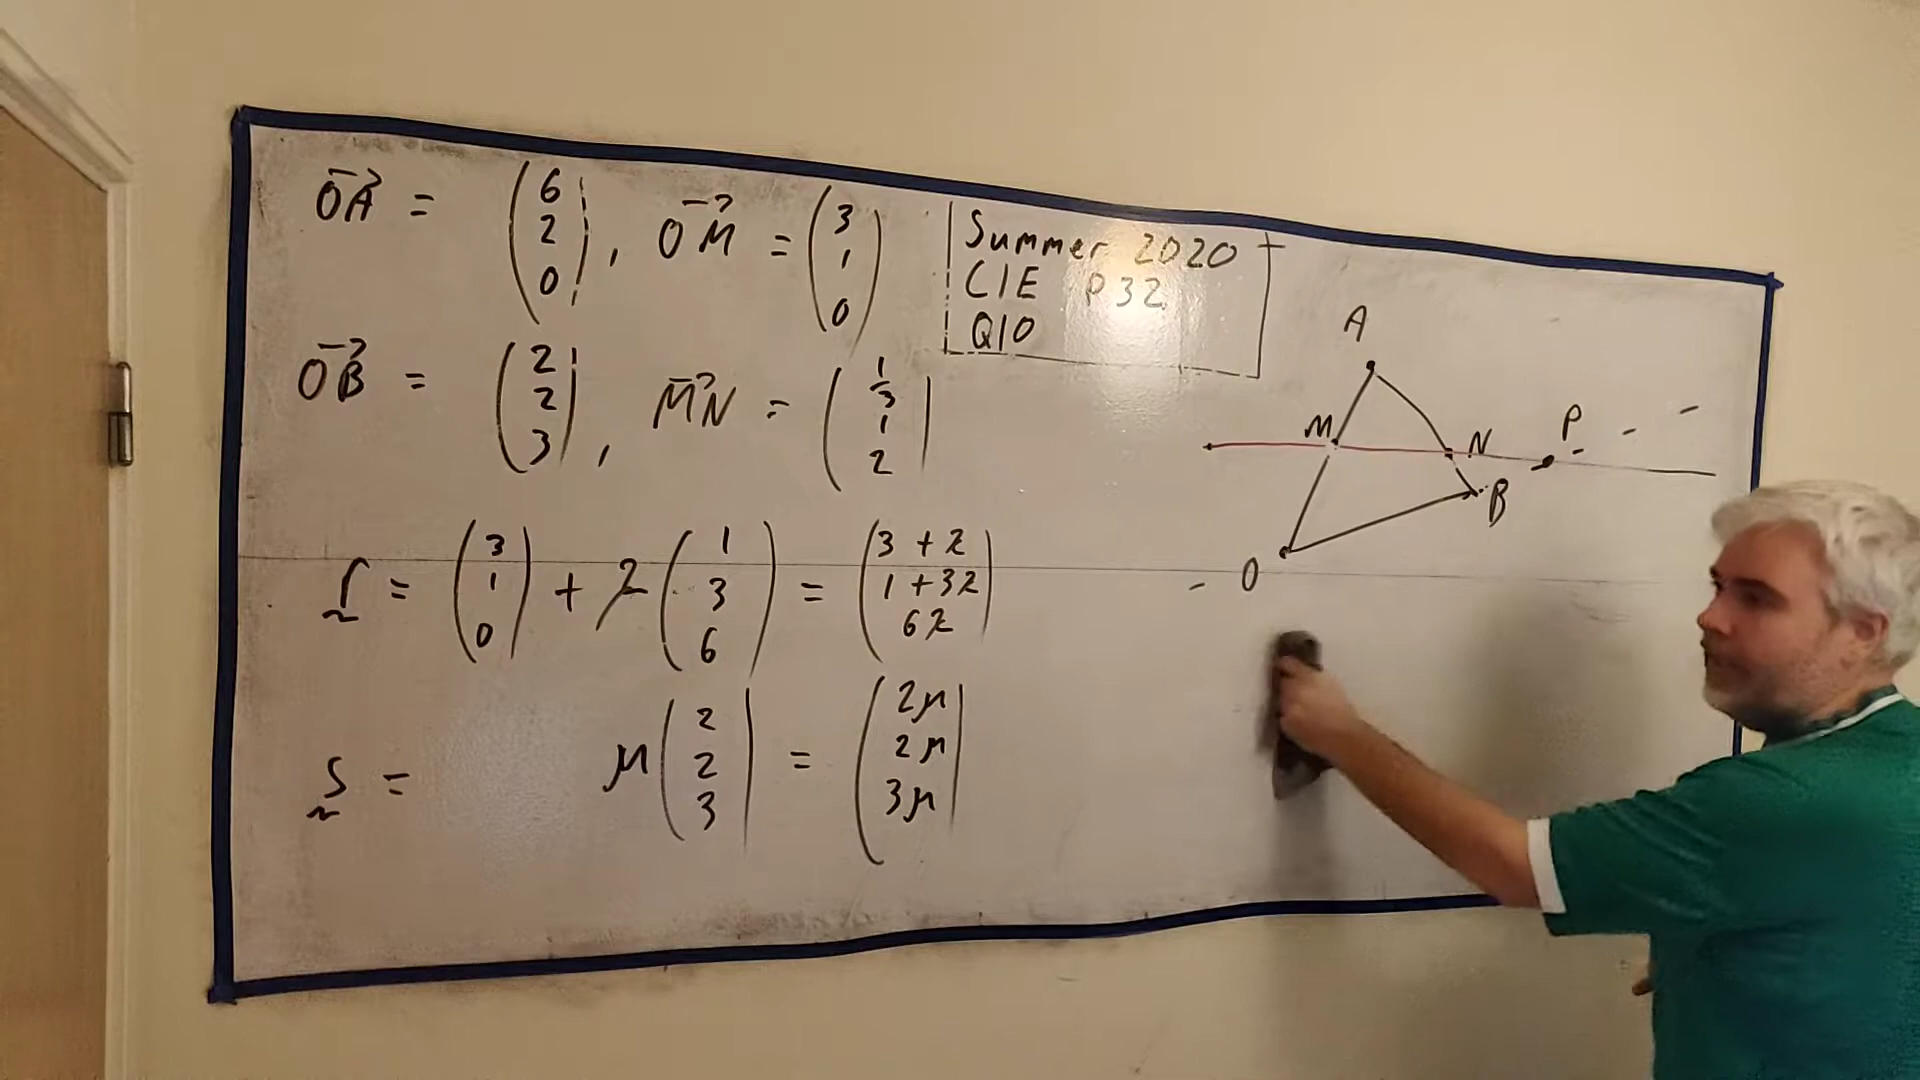 OA = (6 2 0), OM = (3 1 0)
Summer 2020
CIE P32
Q10
OB = (2 2 3), MN = (1/3 1 2)
r = (3 1 0) + λ(1 3 6) = (3 + λ 1 + 3λ 6λ)
s = μ(2 2 3) = (2μ 2μ 3μ)
A
M
N
P
B
O